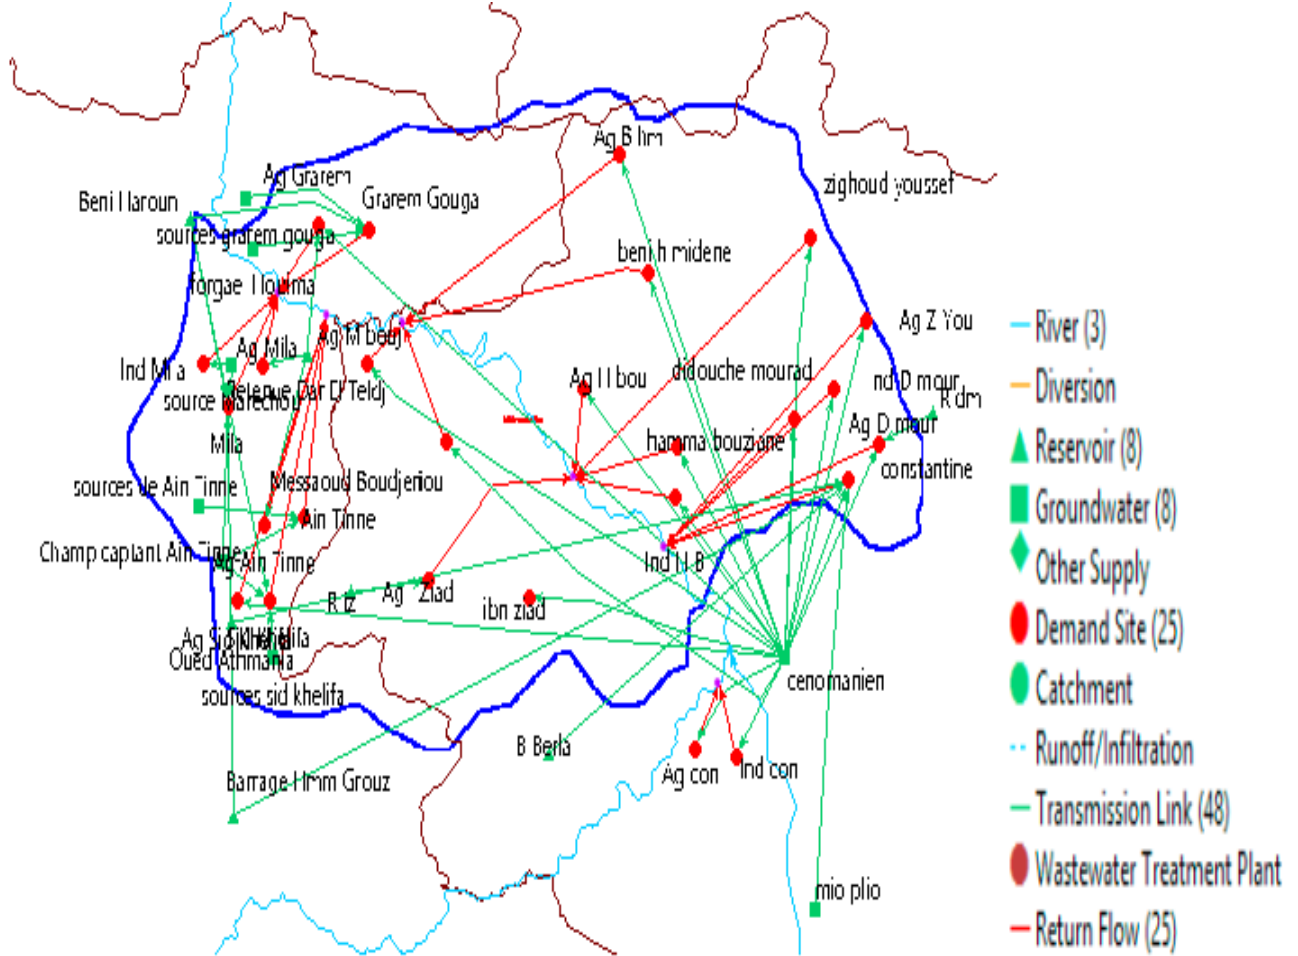 Ag Grarem
Beni Haroun
Grarem Gouga
sources grarem gouga
Ag B him
zighoud youssef
beni h midene
forgae Houima
Ag M bouj
Ag Mila
Ind Mila
Retenue Dar D'Teldj
source Marechou
Mila
Ag H bou
didouche mourad
Ag Z You
nd D mour
R dm
Ag D mour
hamma bouziane
constantine
sources de Ain Tinne
Messaoud Boudjeriou
Ain Tinne
Champ captant Ain Tinne
Ag Ain Tinne
Ind H B
R iz
Ag Ziad
ibn ziad
Oued Athmania
sources sid khelifa
cenomanien
B Berla
Ag con
Ind con
Barrage Hmm Grouz
mio plio
River (3)
Diversion
Reservoir (8)
Groundwater (8)
Other Supply
Demand Site (25)
Catchment
Runoff/Infiltration
Transmission Link (48)
Wastewater Treatment Plant
Return Flow (25)